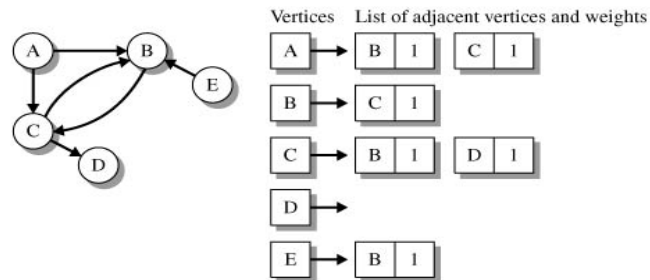 Vertices List of adjacent vertices and weights
A B
E
C
D
A B 1 C 1
B C 1
C B 1 D 1
D
E B 1